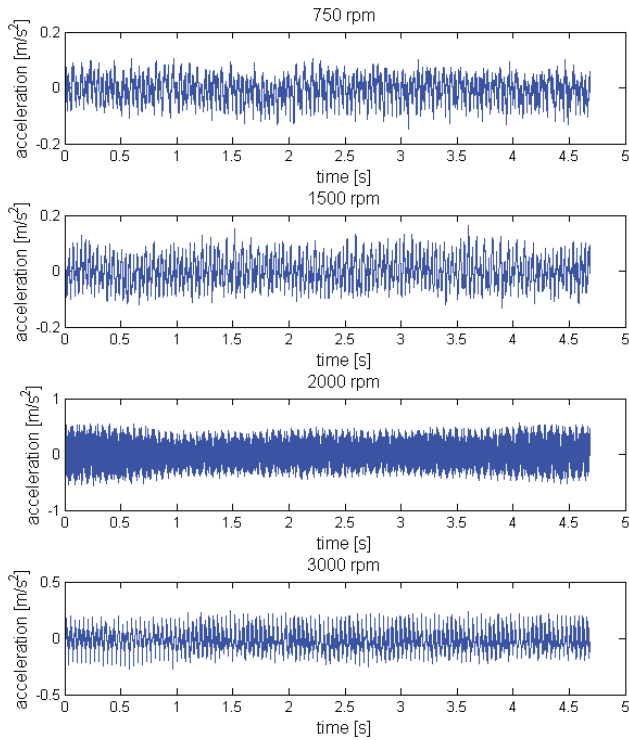 750 rpm
acceleration [m/s²]
0.2
0
-0.2
0 0.5 1 1.5 2 2.5 3 3.5 4 4.5 5
time [s]
1500 rpm
acceleration [m/s²]
0.2
0
-0.2
0 0.5 1 1.5 2 2.5 3 3.5 4 4.5 5
time [s]
2000 rpm
acceleration [m/s²]
1
0
-1
0 0.5 1 1.5 2 2.5 3 3.5 4 4.5 5
time [s]
3000 rpm
acceleration [m/s²]
0.5
0
-0.5
0 0.5 1 1.5 2 2.5 3 3.5 4 4.5 5
time [s]